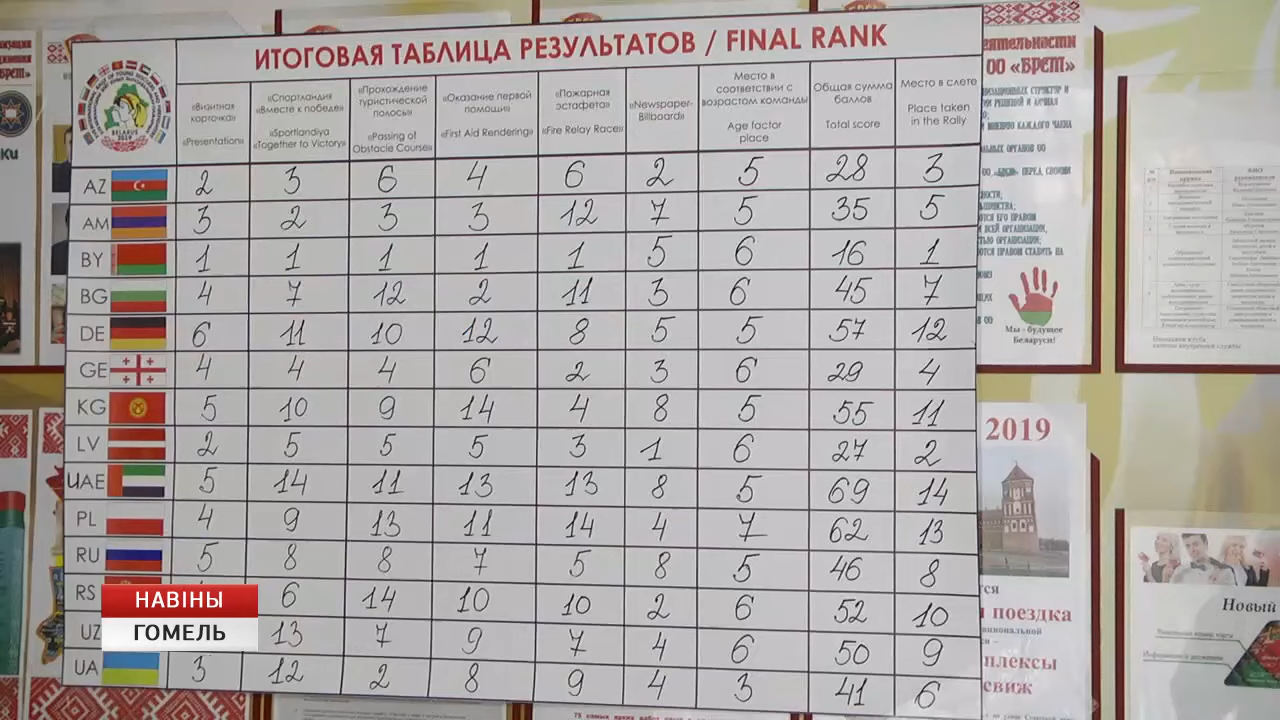 ИТОГОВАЯ ТАБЛИЦА РЕЗУЛЬТАТОВ / FINAL RANK
«Визитная карточка» «Presentation»
«Спортландия «Вместе к победе» «Sportlandiya «Together to Victory»
«Прохождение туристической полосы» «Passing of Obstacle Course»
«Оказание первой помощи» «First Aid Rendering»
«Пожарная эстафета» «Fire Relay Race»
«Newspaper-Billboard»
Место в соответствии с возрастом команды Age factor place
Общая сумма баллов Total score
Место в слете Place taken in the Rally
BELARUS 2019
AZ 2 3 6 4 6 2 5 28 3
AM 3 2 3 3 12 7 5 35 5
BY 1 1 1 1 1 5 6 16 1
BG 4 7 12 2 11 3 6 45 7
DE 6 11 10 12 8 5 5 57 12
GE 4 4 4 6 2 3 6 29 4
KG 5 10 9 14 4 8 5 55 11
LV 2 5 5 5 3 1 6 27 2
UAE 5 14 11 13 13 8 5 69 14
PL 4 9 13 11 14 4 7 62 13
RU 5 8 8 7 5 8 5 46 8
RS 6 14 10 10 2 6 52 10
UZ 13 7 9 7 4 6 50 9
UA 3 12 2 8 9 4 3 41 6
НАВІНЫ
ГОМЕЛЬ
ОО «БРСМ»
Мы - будущее
Беларуси!
2019
поездка
Новый